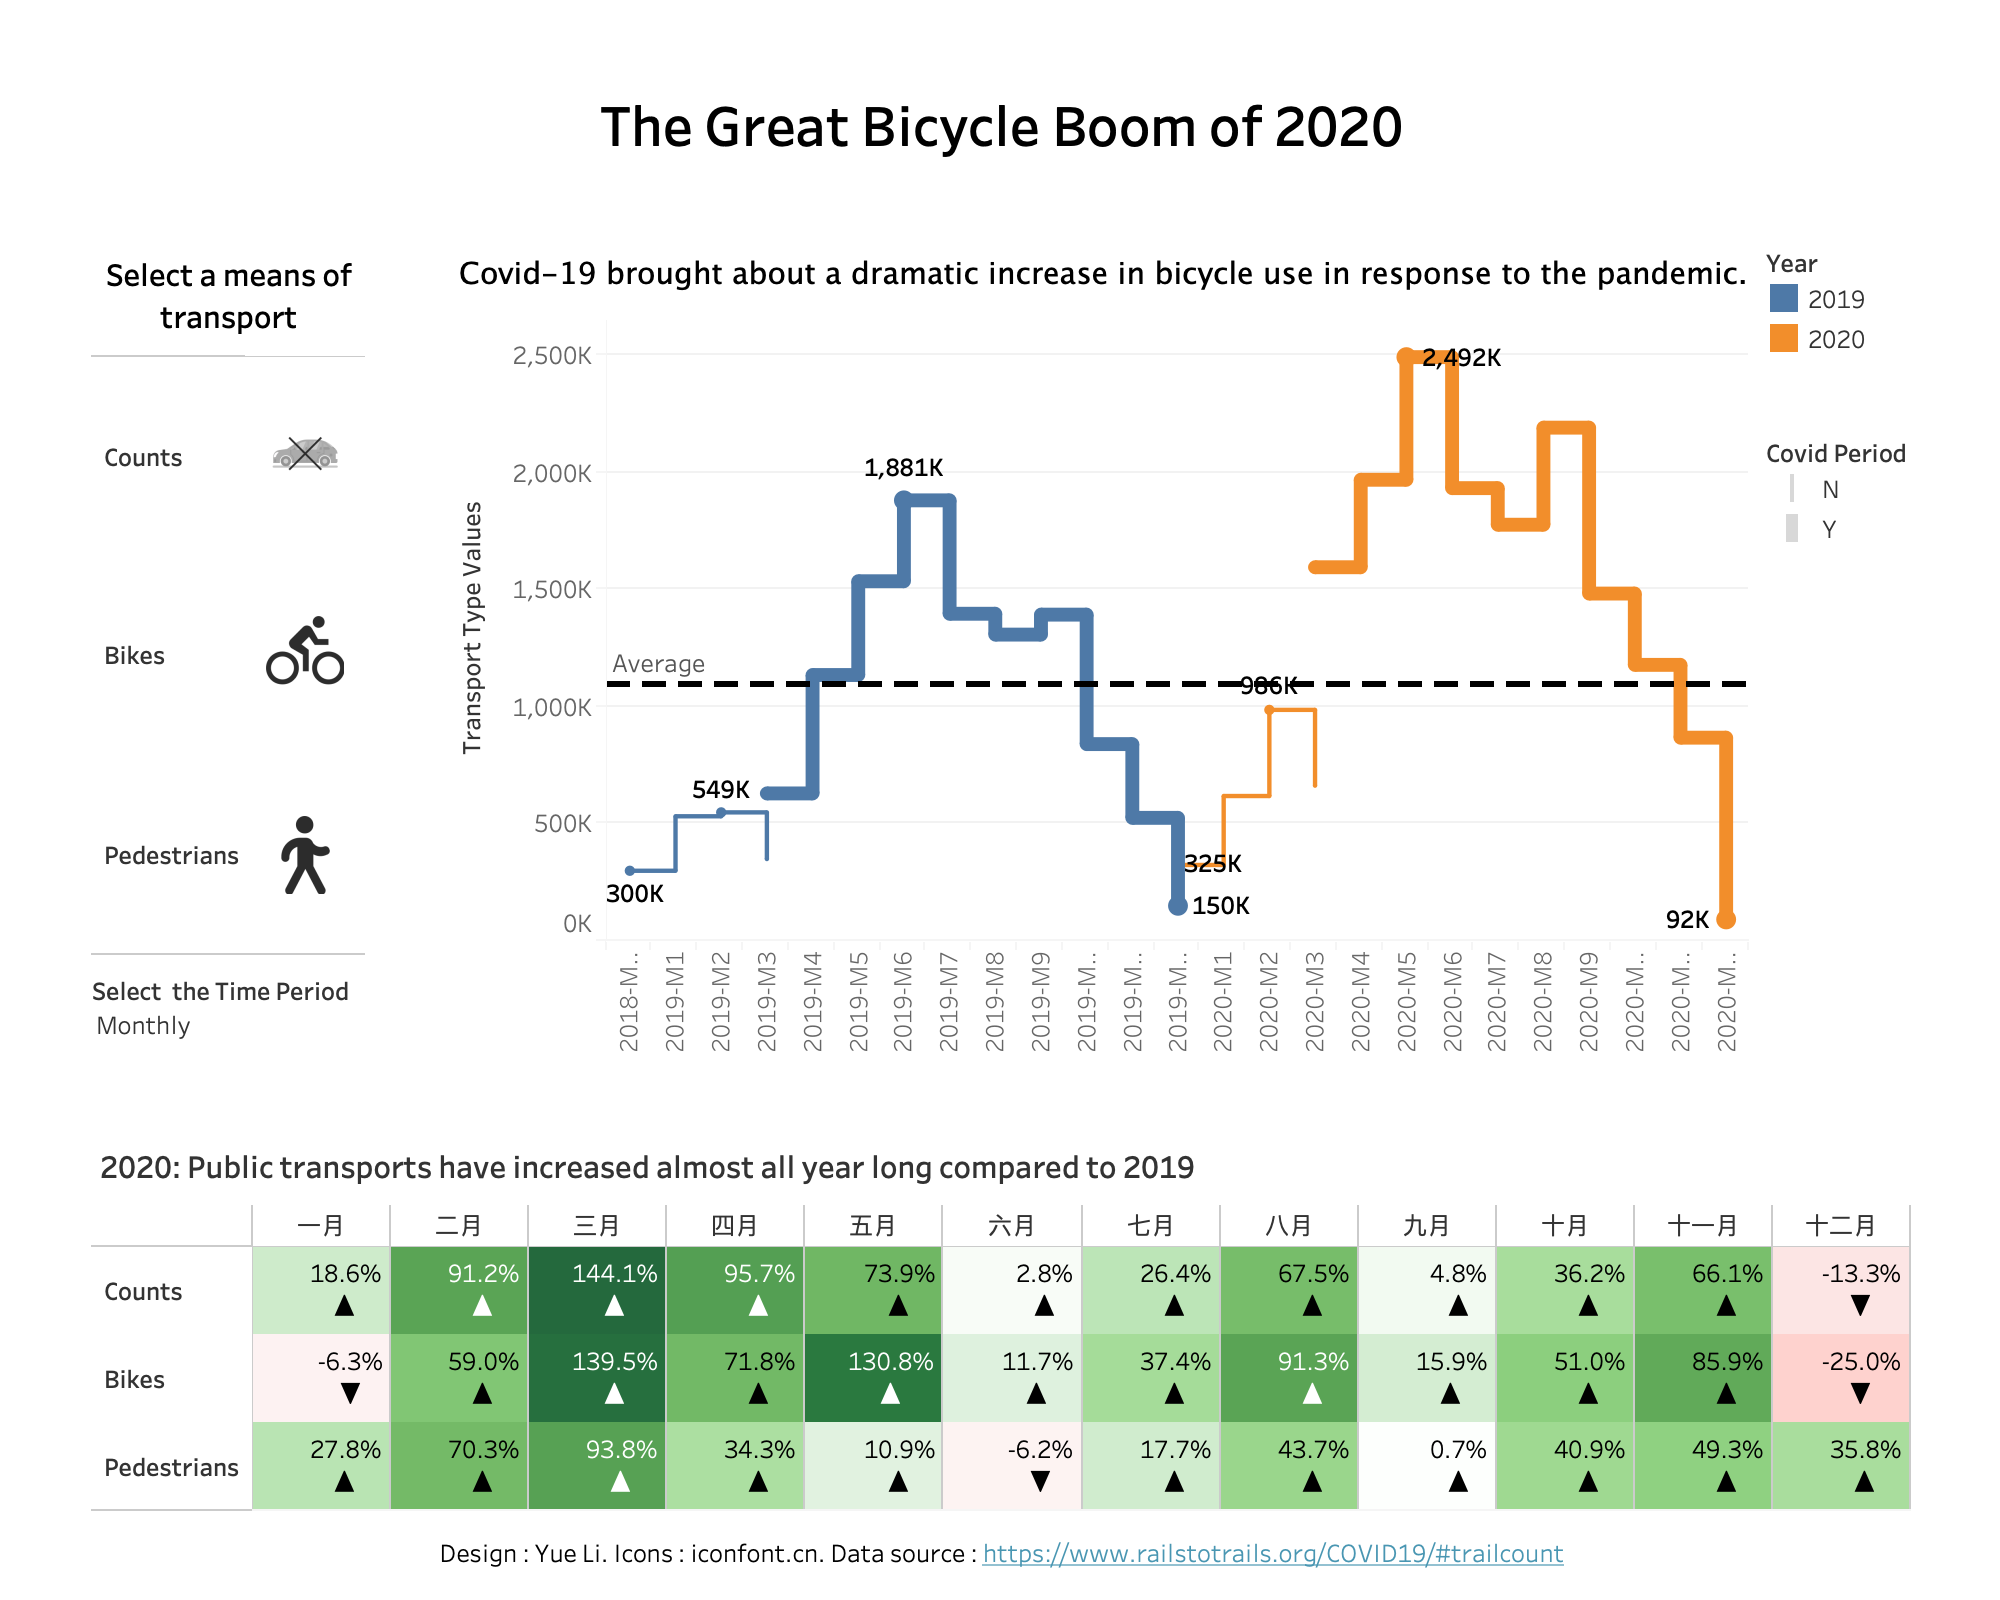 The Great Bicycle Boom of 2020
Select a means of
transport
Counts
Bikes
Pedestrians
Select the Time Period
Monthly
Covid-19 brought about a dramatic increase in bicycle use in response to the pandemic.
Transport Type Values
2,500K
2,000K
1,500K
1,000K
500K
0K
Average
300K
549K
1,881K
150K
325K
986K
2,492K
92K
2018-M..
2019-M1
2019-M2
2019-M3
2019-M4
2019-M5
2019-M6
2019-M7
2019-M8
2019-M9
2019-M..
2019-M..
2019-M..
2020-M1
2020-M2
2020-M3
2020-M4
2020-M5
2020-M6
2020-M7
2020-M8
2020-M9
2020-M..
2020-M..
2020-M..
Year
2019
2020
Covid Period
N
Y
2020: Public transports have increased almost all year long compared to 2019
一月 二月 三月 四月 五月 六月 七月 八月 九月 十月 十一月 十二月
Counts 18.6% 91.2% 144.1% 95.7% 73.9% 2.8% 26.4% 67.5% 4.8% 36.2% 66.1% -13.3%
▲ ▲ ▲ ▲ ▲ ▲ ▲ ▲ ▲ ▲ ▲ ▼
Bikes -6.3% 59.0% 139.5% 71.8% 130.8% 11.7% 37.4% 91.3% 15.9% 51.0% 85.9% -25.0%
▼ ▲ ▲ ▲ ▲ ▲ ▲ ▲ ▲ ▲ ▲ ▼
Pedestrians 27.8% 70.3% 93.8% 34.3% 10.9% -6.2% 17.7% 43.7% 0.7% 40.9% 49.3% 35.8%
▲ ▲ ▲ ▲ ▲ ▼ ▲ ▲ ▲ ▲ ▲ ▲
Design : Yue Li. Icons : iconfont.cn. Data source : https://www.railstotrails.org/COVID19/#trailcount